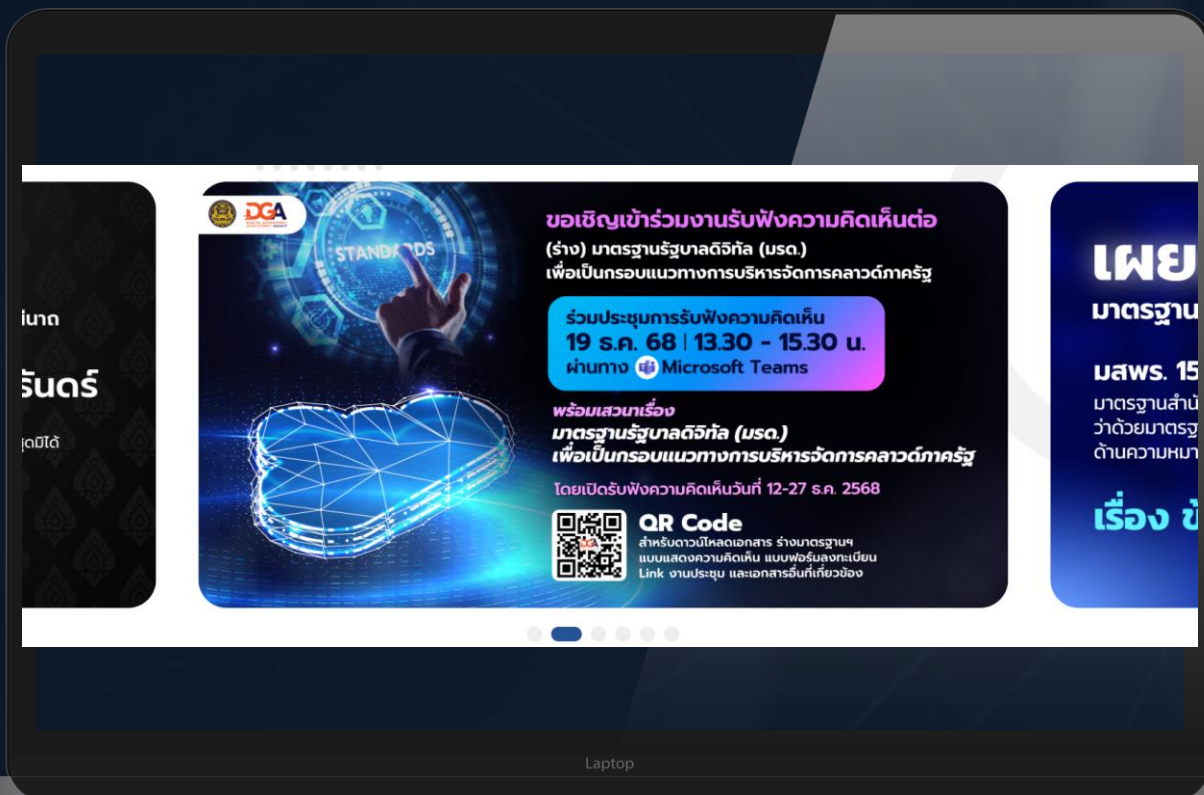 ีนาถ
รินดร์
สุดมิได้
DGA
STANDARDS
ขอเชิญเข้าร่วมงานรับฟังความคิดเห็นต่อ
(ร่าง) มาตรฐานรัฐบาลดิจิทัล (มรด.)
เพื่อเป็นกรอบแนวทางการบริหารจัดการคลาวด์ภาครัฐ
ร่วมประชุมการรับฟังความคิดเห็น
19 ธ.ค. 68 | 13.30 - 15.30 น.
ผ่านทาง Microsoft Teams
พร้อมเสวนาเรื่อง
มาตรฐานรัฐบาลดิจิทัล (มรด.)
เพื่อเป็นกรอบแนวทางการบริหารจัดการคลาวด์ภาครัฐ
โดยเปิดรับฟังความคิดเห็นวันที่ 12-27 ธ.ค. 2568
QR Code
สำหรับดาวน์โหลดเอกสาร ร่างมาตรฐานฯ
แบบแสดงความคิดเห็น แบบฟอร์มลงทะเบียน
Link งานประชุม และเอกสารอื่นที่เกี่ยวข้อง
เผย
มาตรฐาน
มสพร. 15
มาตรฐานสำนั
ว่าด้วยมาตรฐ
ด้านความหมา
เรื่อง ข้
Laptop